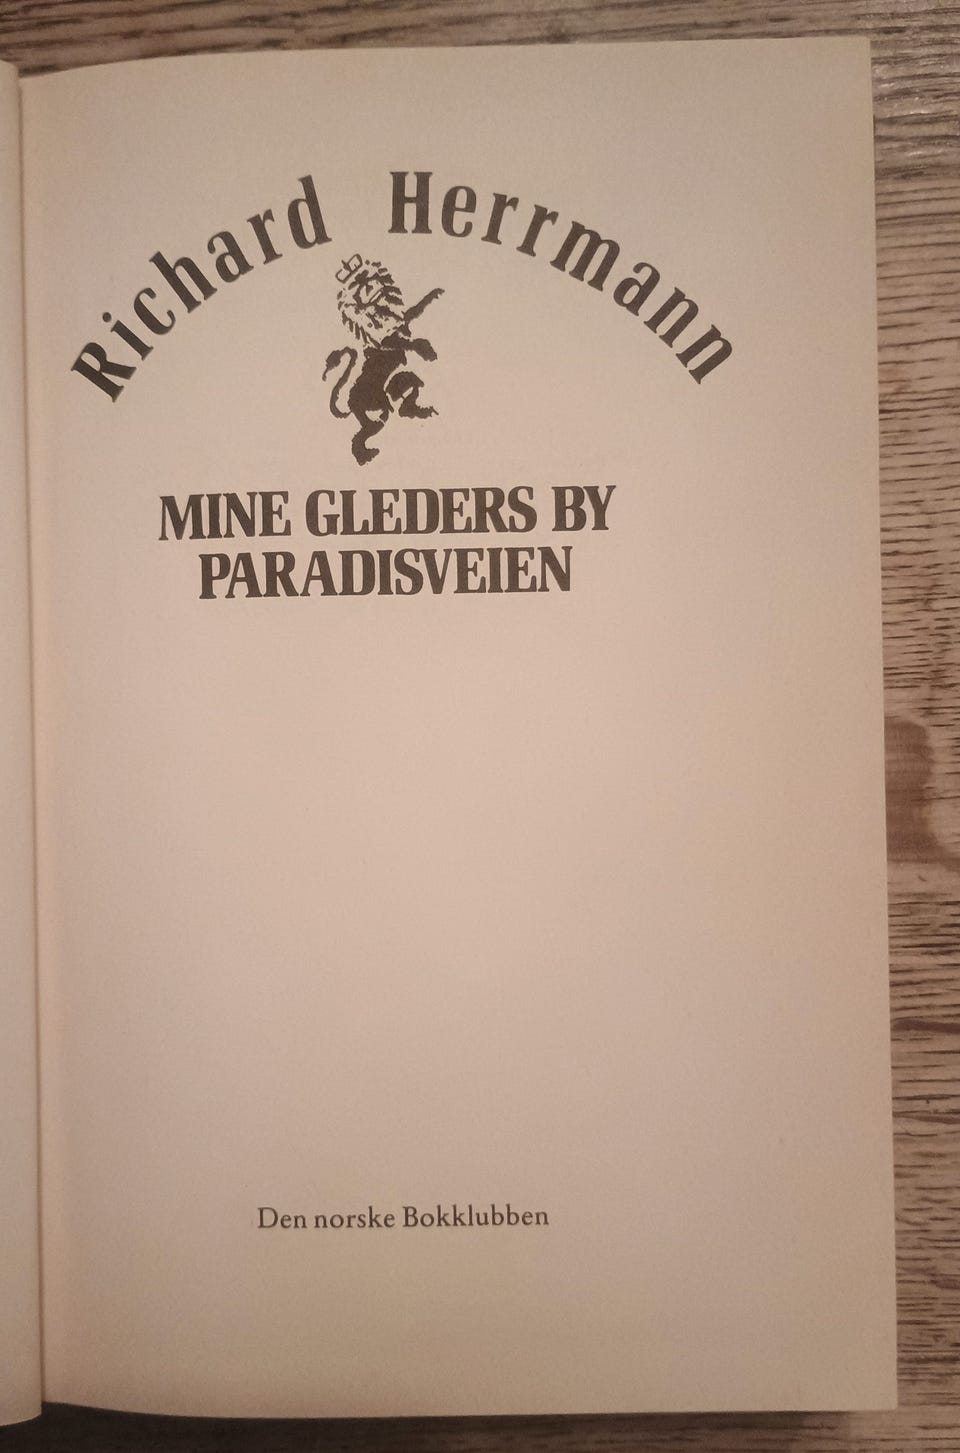 Richard Herrmann
MINE GLEDERS BY
PARADISVEIEN
Den norske Bokklubben